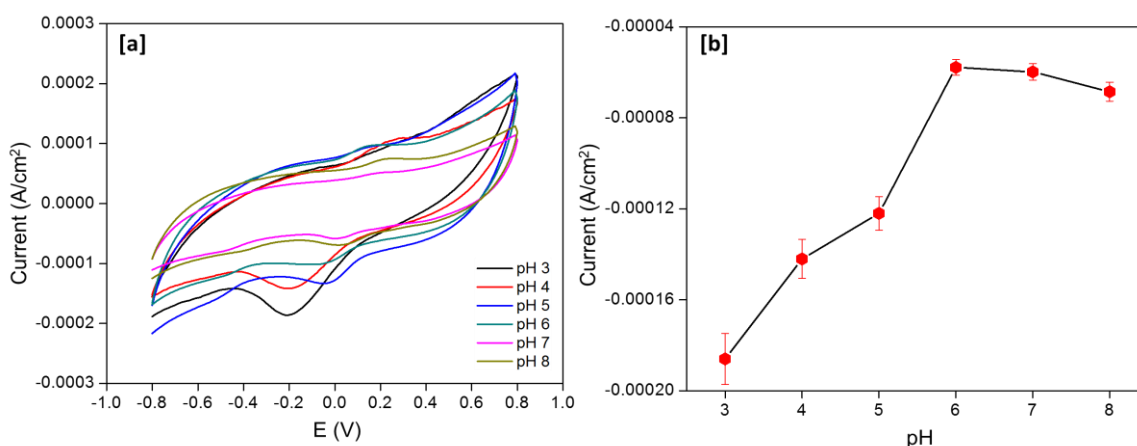 [a]
0.0003
0.0002
0.0001
0.0000
-0.0001
-0.0002
-0.0003
Current (A/cm²)
-1.0 -0.8 -0.6 -0.4 -0.2 0.0 0.2 0.4 0.6 0.8 1.0
E (V)
pH 3
pH 4
pH 5
pH 6
pH 7
pH 8
[b]
-0.00004
-0.00008
-0.00012
-0.00016
-0.00020
Current (A/cm²)
3 4 5 6 7 8
pH